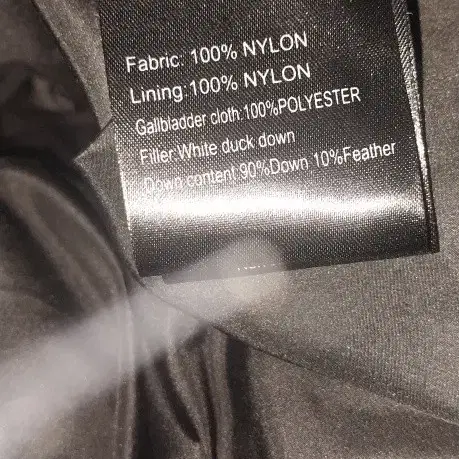 Fabric: 100% NYLON
Lining:100% NYLON
Gallbladder cloth:100%POLYESTER
Filler:White duck down
Down content 90%Down 10%Feather